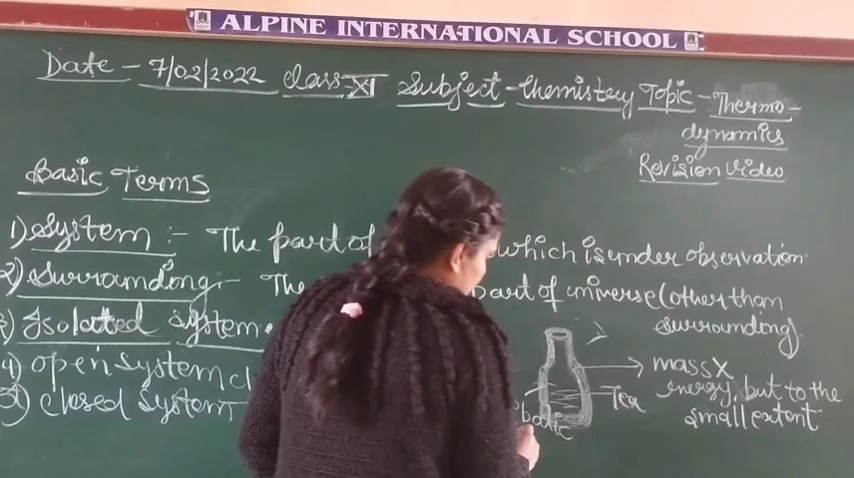 ALPINE INTERNATIONAL SCHOOL
Date - 7/02/2022 Class-XI Subject-Chemistry Topic-Thermo-
dynamics
Revision Video
Basic Terms
1) System :- The part of which is under observation
2) Surrounding :- The part of universe (other than
surrounding)
3) Isolated system
mass X
4) open system
energy, but to the
Tea
5) closed system
small extent